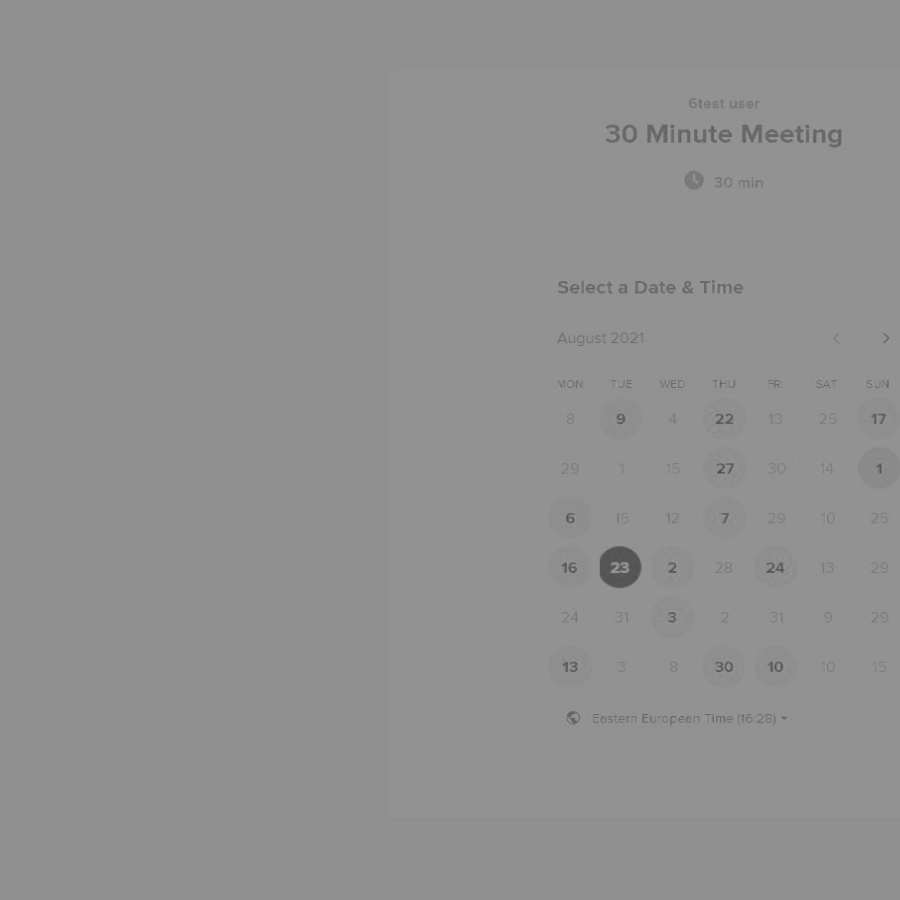 6test user
30 Minute Meeting
30 min
Select a Date & Time
August 2021
MON TUE WED THU FRI SAT SUN
8 9 4 22 13 25 17
29 1 15 27 30 14 1
6 16 12 7 29 10 25
16 23 2 28 24 13 29
24 31 3 2 31 9 29
13 3 8 30 10 10 15
Eastern European Time (16:28)